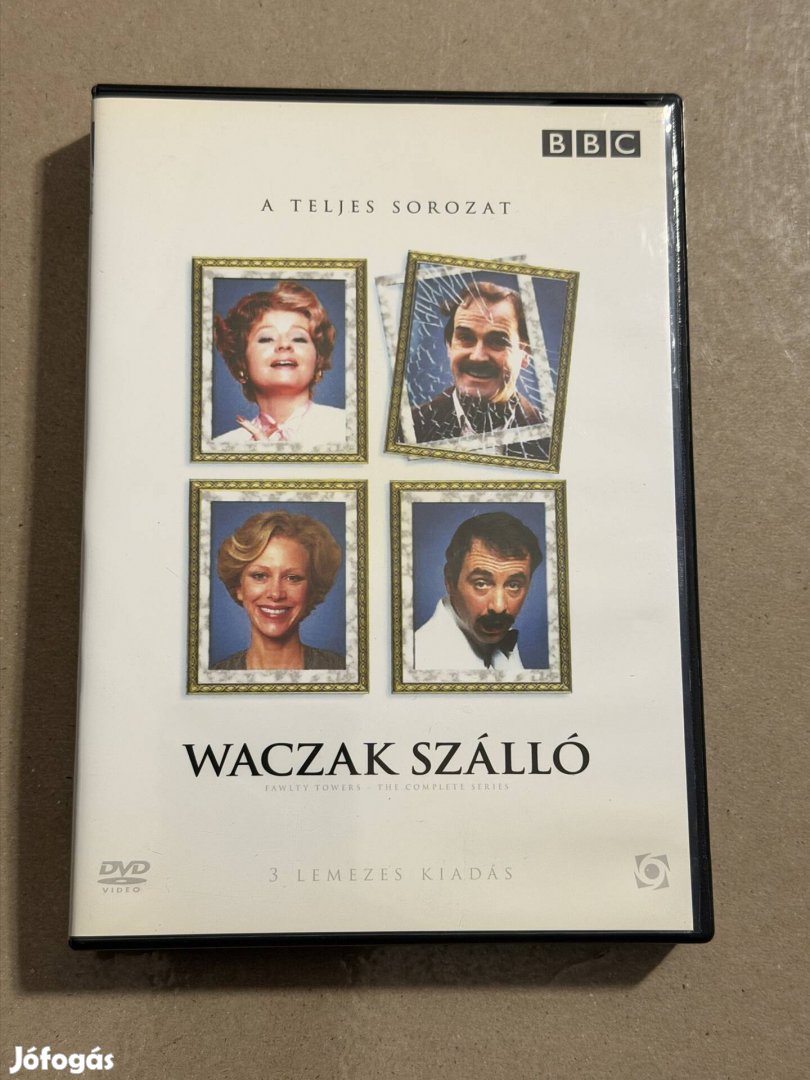 BBC
A TELJES SOROZAT
WACZAK SZÁLLÓ
FAWLTY TOWERS - THE COMPLETE SERIES
DVD
VIDEO
3 LEMEZES KIADÁS
Jófogás